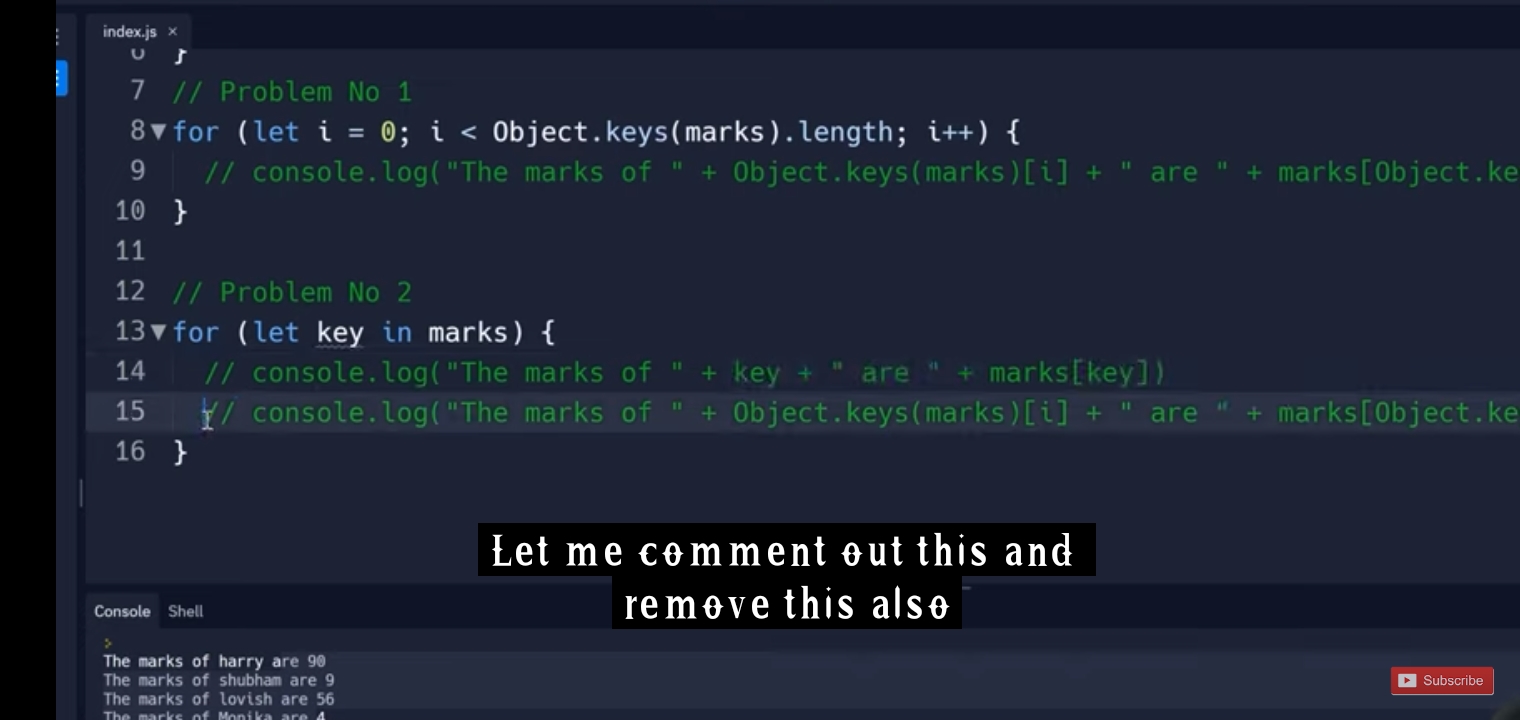 index.js ×
6 }
7 // Problem No 1
8 for (let i = 0; i < Object.keys(marks).length; i++) {
9 // console.log("The marks of " + Object.keys(marks)[i] + " are " + marks[Object.ke
10 }
11
12 // Problem No 2
13 for (let key in marks) {
14 // console.log("The marks of " + key + " are " + marks[key])
15 // console.log("The marks of " + Object.keys(marks)[i] + " are " + marks[Object.ke
16 }
Let me comment out this and
remove this also
Console Shell
>
The marks of harry are 90
The marks of shubham are 9
Subscribe
The marks of lovish are 56
The marks of Monika are 4